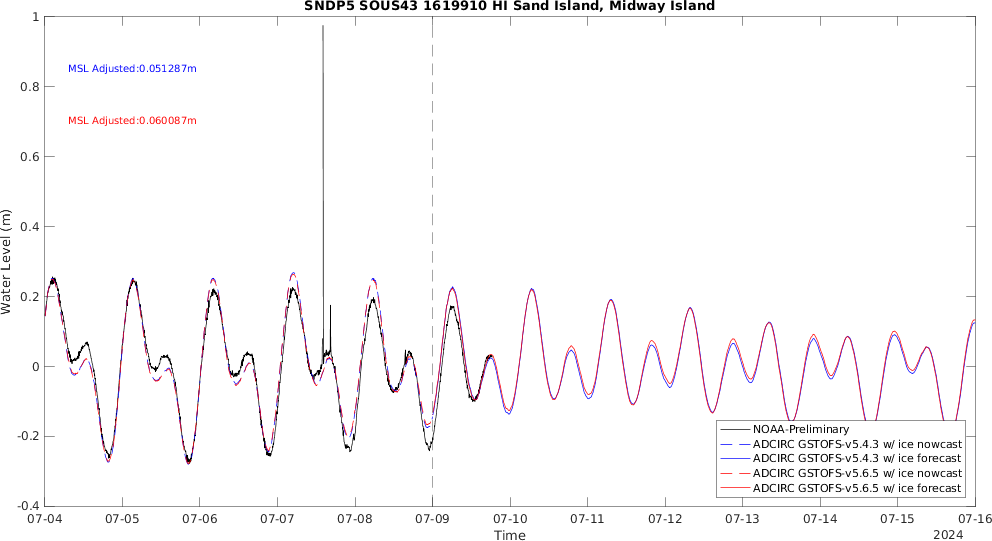 SNDP5 SOUS43 1619910 HI Sand Island, Midway Island
1
0.8
0.6
0.4
0.2
0
-0.2
-0.4
Water Level (m)
MSL Adjusted:0.051287m
MSL Adjusted:0.060087m
NOAA-Preliminary
ADCIRC GSTOFS-v5.4.3 w/ ice nowcast
ADCIRC GSTOFS-v5.4.3 w/ ice forecast
ADCIRC GSTOFS-v5.6.5 w/ ice nowcast
ADCIRC GSTOFS-v5.6.5 w/ ice forecast
07-04 07-05 07-06 07-07 07-08 07-09 07-10 07-11 07-12 07-13 07-14 07-15 07-16
Time
2024